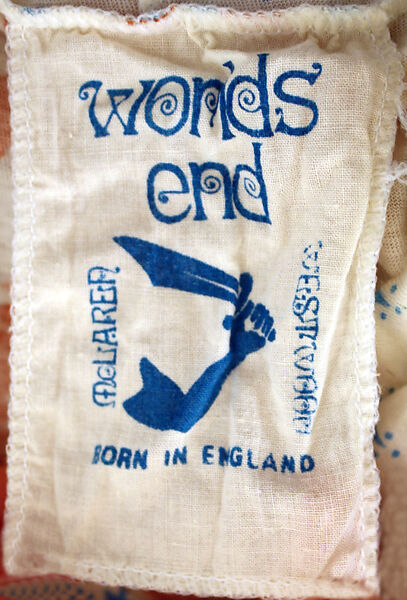 worlds
end
McLAREN
WESTWOOD
BORN IN ENGLAND